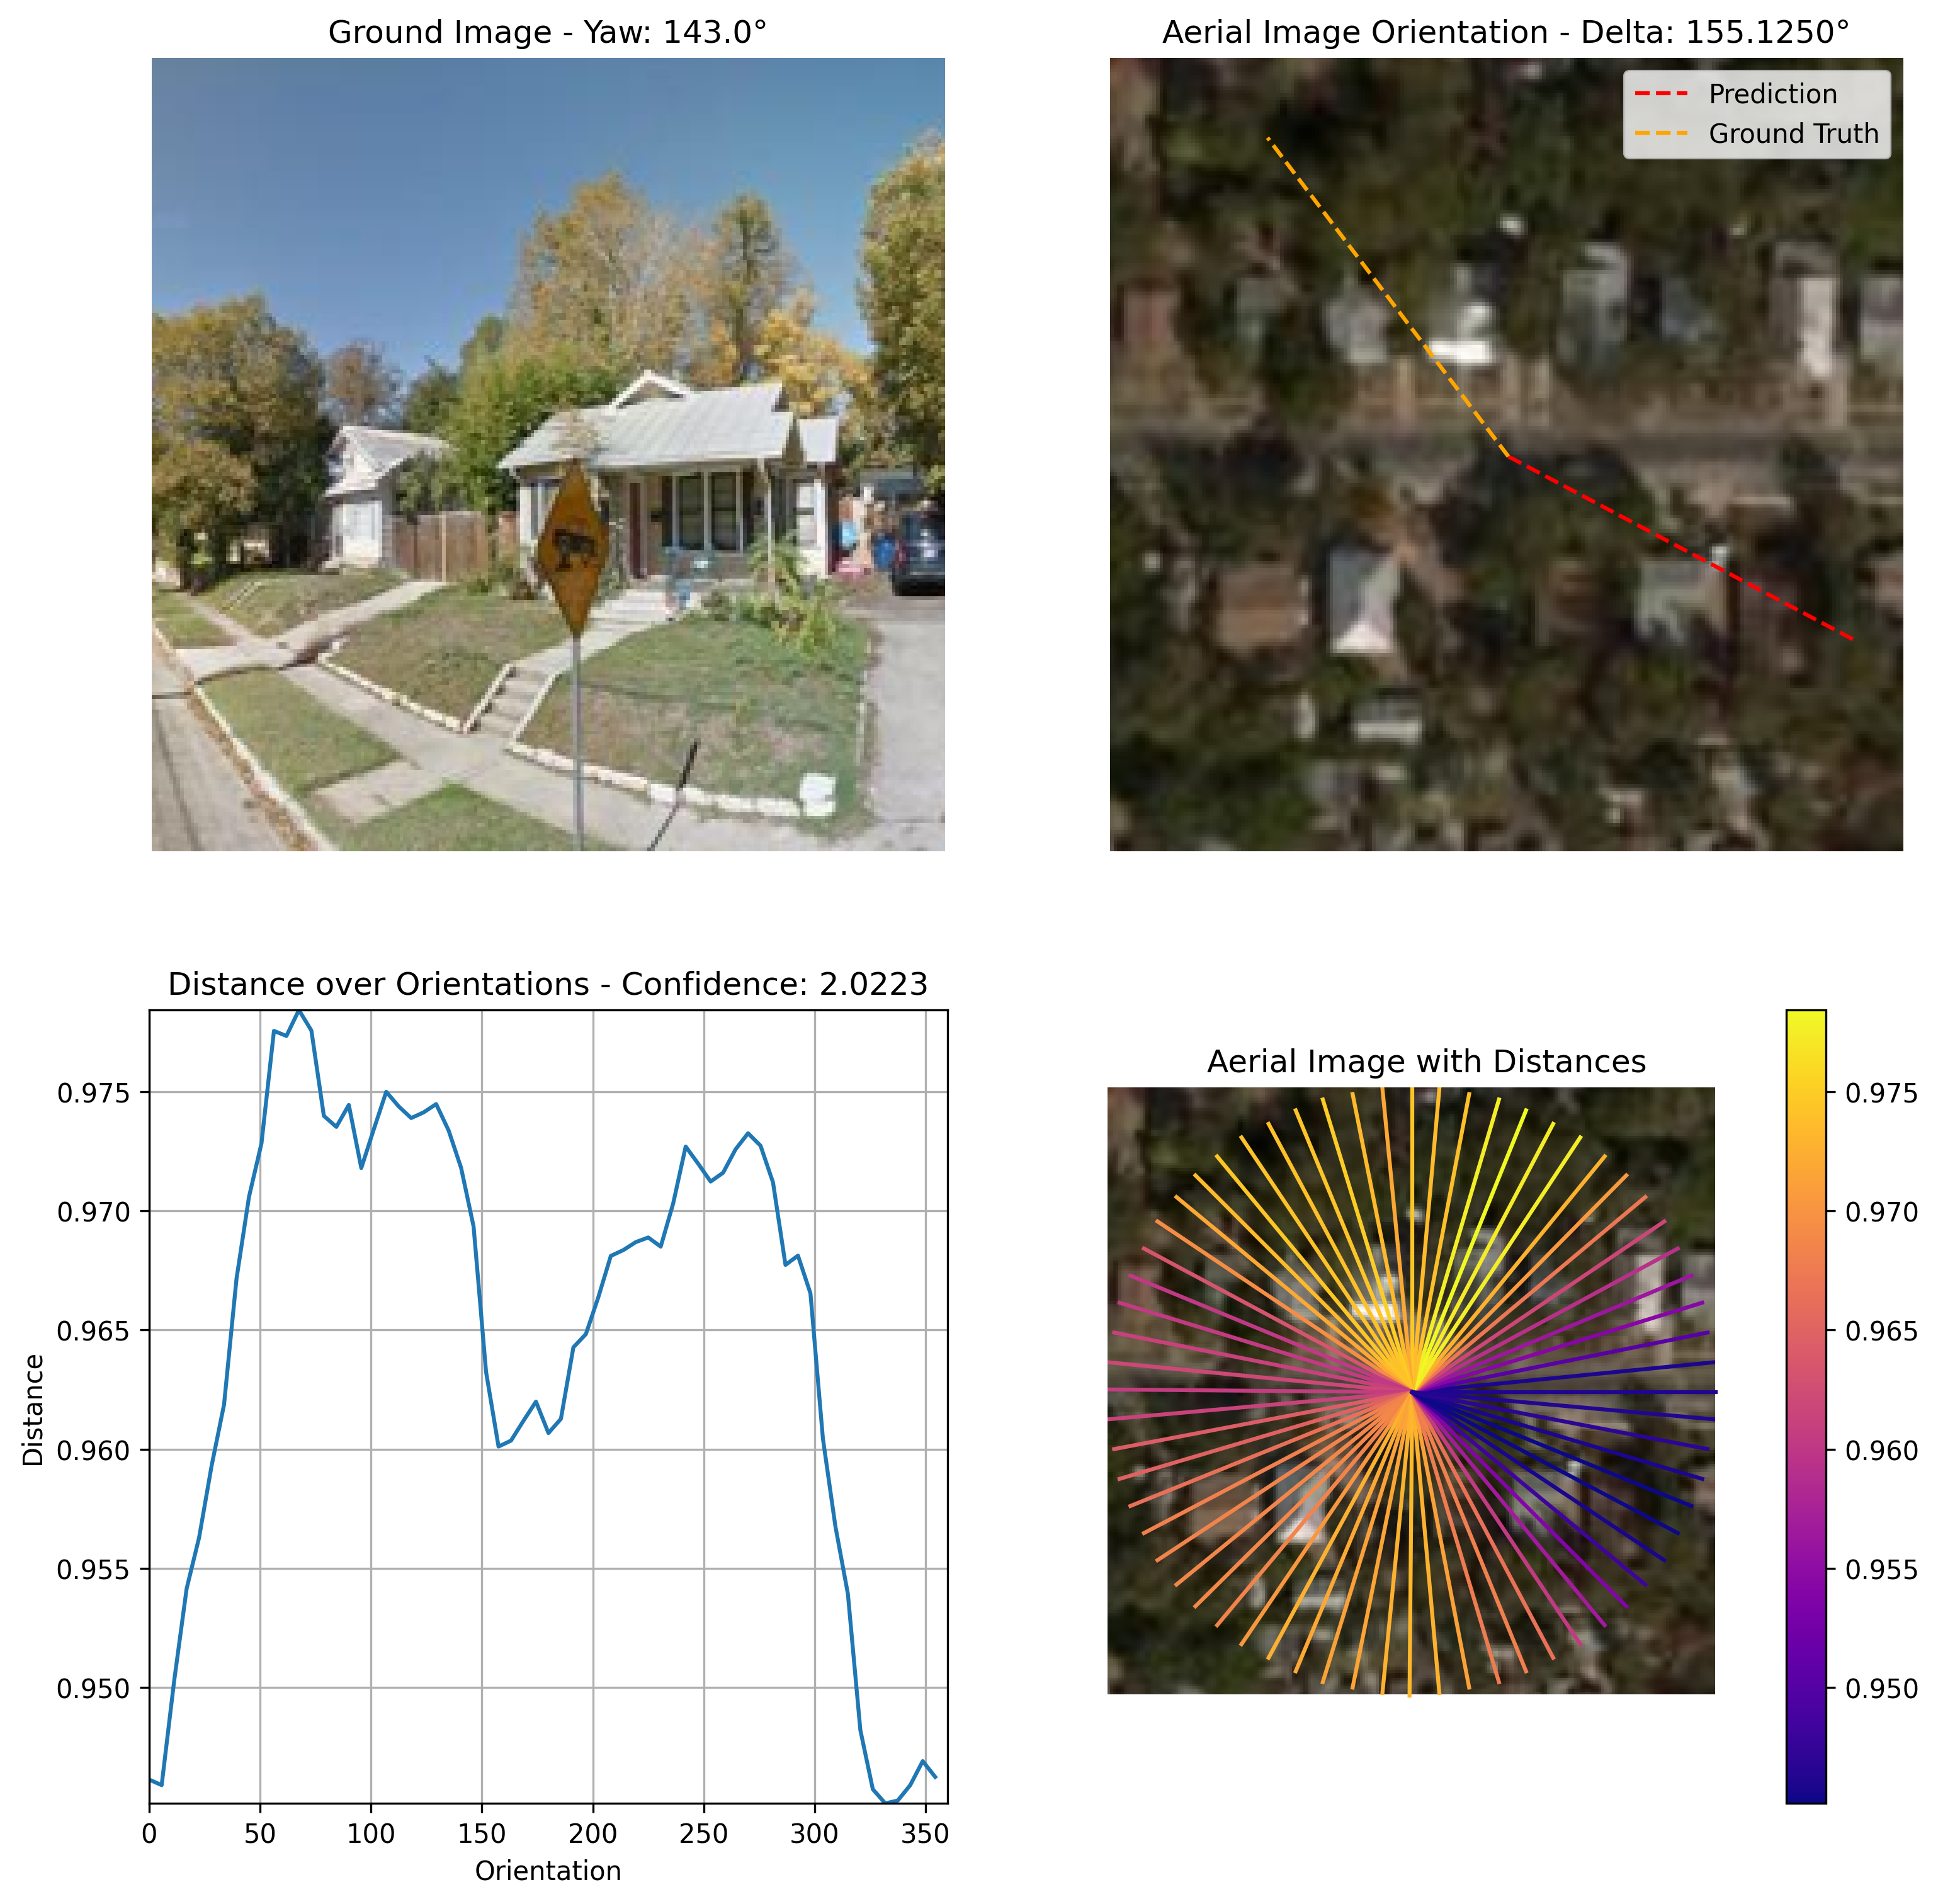 Ground Image - Yaw: 143.0°
Aerial Image Orientation - Delta: 155.1250°
Prediction
Ground Truth
Distance over Orientations - Confidence: 2.0223
0.975
0.970
0.965
0.960
0.955
0.950
Distance
0 50 100 150 200 250 300 350
Orientation
Aerial Image with Distances
0.975
0.970
0.965
0.960
0.955
0.950